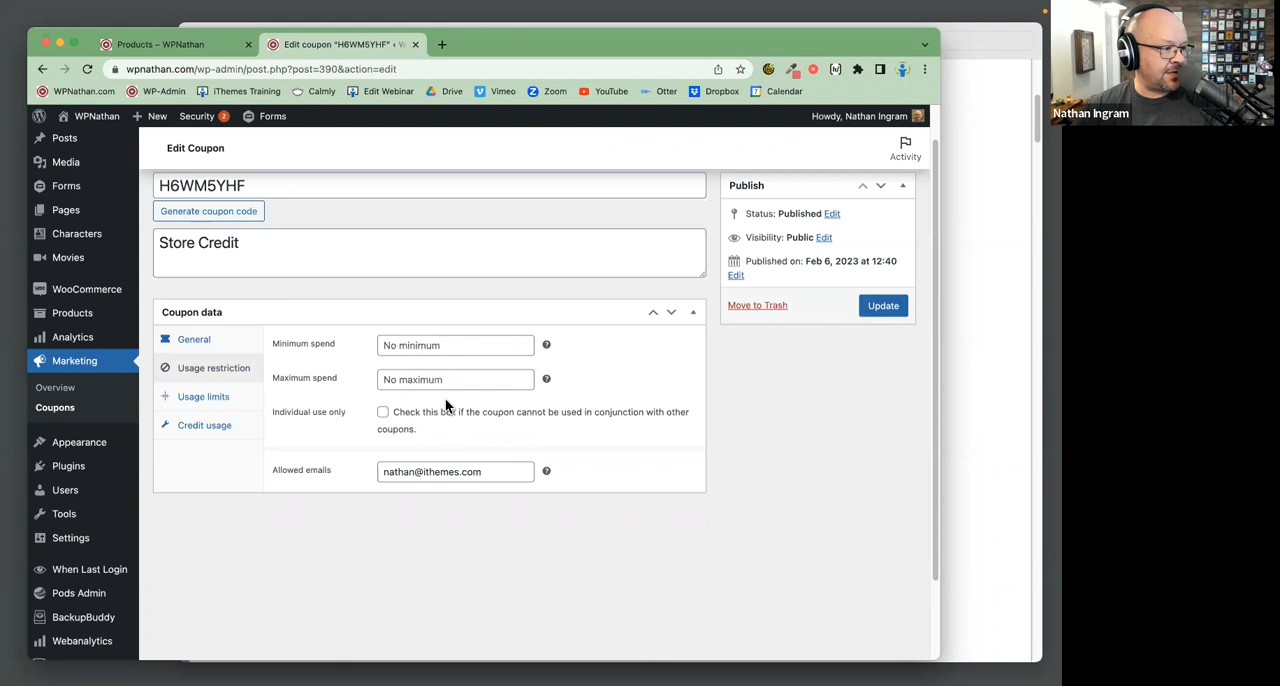 Products – WPNathan
Edit coupon "H6WM5YHF" ‹ W
wpnathan.com/wp-admin/post.php?post=390&action=edit
WPNathan.com
WP-Admin
iThemes Training
Calmly
Edit Webinar
Drive
Vimeo
Zoom
YouTube
Otter
Dropbox
Calendar
WPNathan
New
Security 2
Forms
Howdy, Nathan Ingram
Nathan Ingram
Posts
Media
Forms
Pages
Characters
Movies
WooCommerce
Products
Analytics
Marketing
Overview
Coupons
Appearance
Plugins
Users
Tools
Settings
When Last Login
Pods Admin
BackupBuddy
Webanalytics
Edit Coupon
Activity
H6WM5YHF
Generate coupon code
Store Credit
Coupon data
General
Usage restriction
Usage limits
Credit usage
Minimum spend
No minimum
Maximum spend
No maximum
Individual use only
Check this box if the coupon cannot be used in conjunction with other
coupons.
Allowed emails
nathan@ithemes.com
Publish
Status: Published Edit
Visibility: Public Edit
Published on: Feb 6, 2023 at 12:40
Edit
Move to Trash
Update